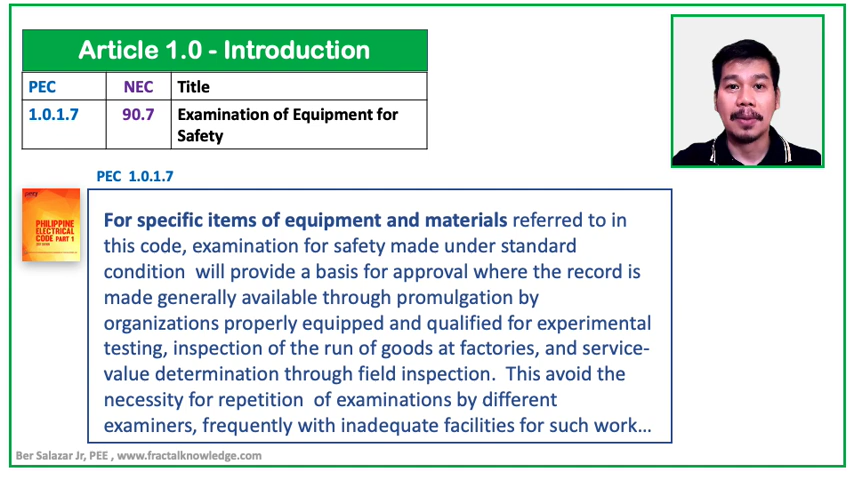 Article 1.0 - Introduction
PEC NEC Title
1.0.1.7 90.7 Examination of Equipment for
Safety
PEC 1.0.1.7
PHILIPPINE
ELECTRICAL
CODE PART 1
For specific items of equipment and materials referred to in
this code, examination for safety made under standard
condition will provide a basis for approval where the record is
made generally available through promulgation by
organizations properly equipped and qualified for experimental
testing, inspection of the run of goods at factories, and service-
value determination through field inspection. This avoid the
necessity for repetition of examinations by different
examiners, frequently with inadequate facilities for such work...
Ber Salazar Jr, PEE , www.fractalknowledge.com